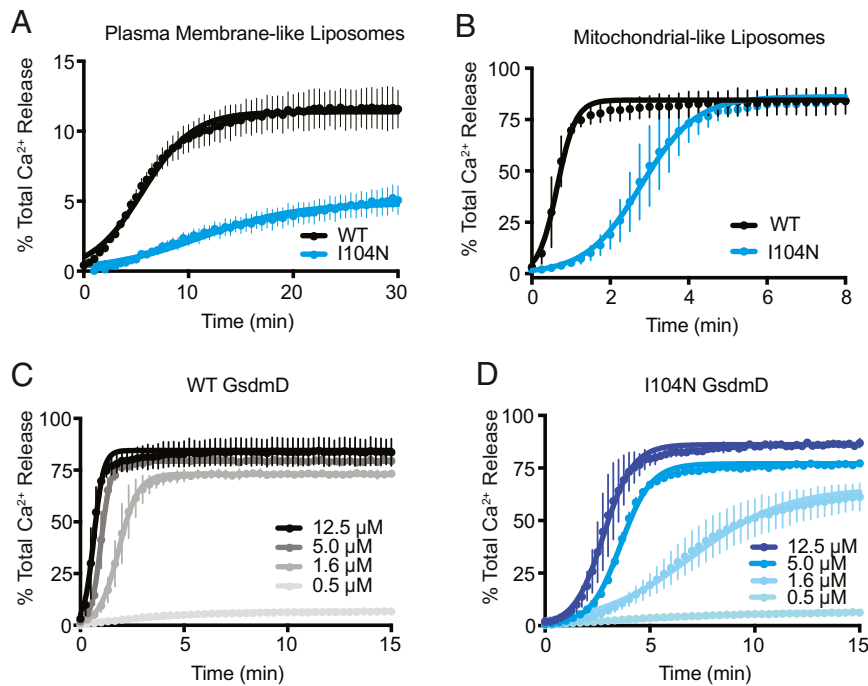 A
Plasma Membrane-like Liposomes
% Total Ca²⁺ Release
15
10
5
0
WT
I104N
0
10
20
30
Time (min)
B
Mitochondrial-like Liposomes
% Total Ca²⁺ Release
100
75
50
25
0
WT
I104N
0
2
4
6
8
Time (min)
C
WT GsdmD
% Total Ca²⁺ Release
100
75
50
25
0
12.5 µM
5.0 µM
1.6 µM
0.5 µM
0
5
10
15
Time (min)
D
I104N GsdmD
% Total Ca²⁺ Release
100
75
50
25
0
12.5 µM
5.0 µM
1.6 µM
0.5 µM
0
5
10
15
Time (min)